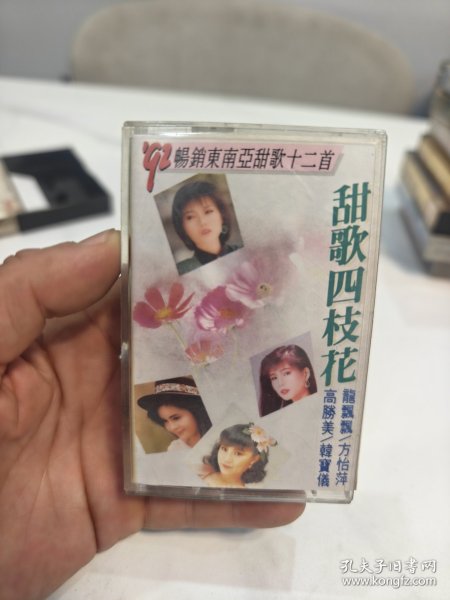 '92暢銷東南亞甜歌十二首
甜歌四枝花
龍飄飄/方怡萍
高勝美/韓寶儀
孔夫子旧书网
www.kongfz.com